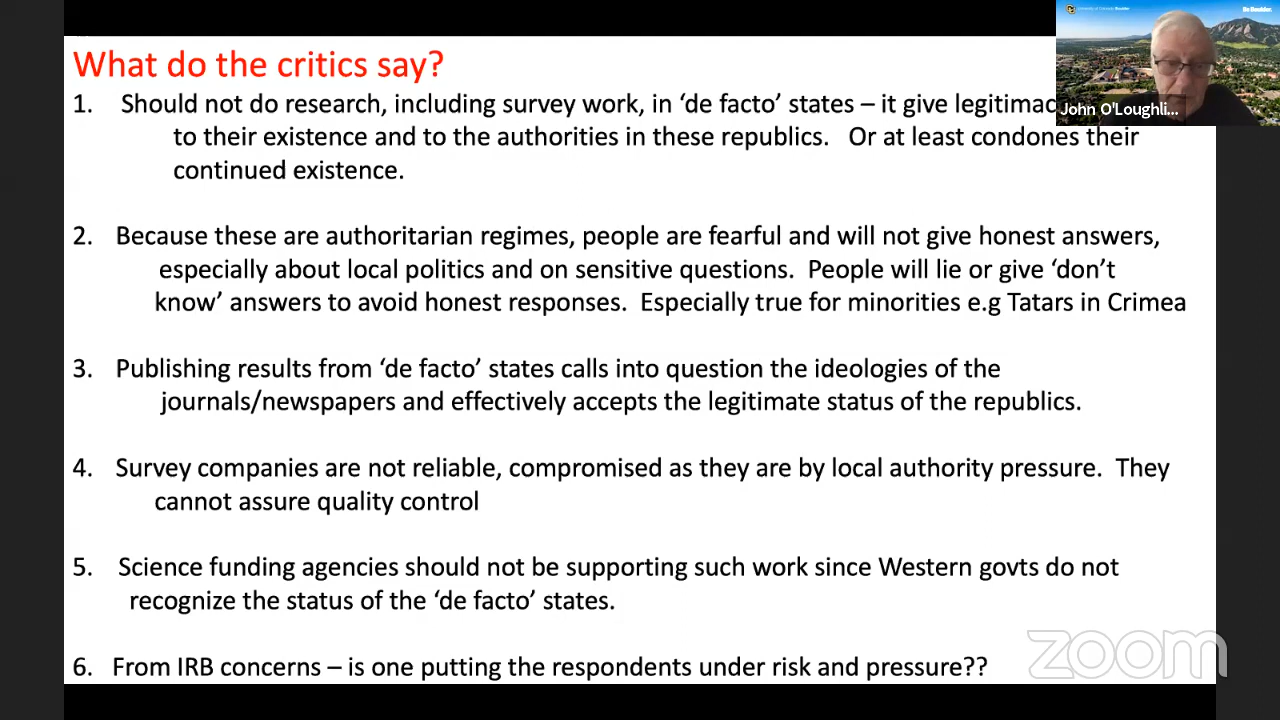 What do the critics say?
1. Should not do research, including survey work, in ‘de facto’ states – it give legitimac
to their existence and to the authorities in these republics. Or at least condones their
continued existence.
2. Because these are authoritarian regimes, people are fearful and will not give honest answers,
especially about local politics and on sensitive questions. People will lie or give ‘don’t
know’ answers to avoid honest responses. Especially true for minorities e.g Tatars in Crimea
3. Publishing results from ‘de facto’ states calls into question the ideologies of the
journals/newspapers and effectively accepts the legitimate status of the republics.
4. Survey companies are not reliable, compromised as they are by local authority pressure. They
cannot assure quality control
5. Science funding agencies should not be supporting such work since Western govts do not
recognize the status of the ‘de facto’ states.
6. From IRB concerns – is one putting the respondents under risk and pressure??
University of Colorado Boulder
Be Boulder.
John O'Loughli...
zoom